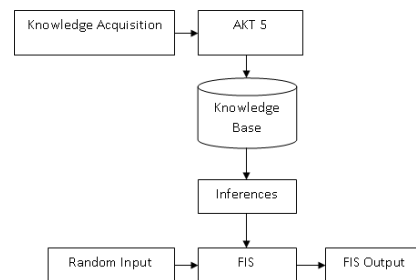 Knowledge Acquisition
AKT 5
Knowledge
Base
Inferences
Random Input
FIS
FIS Output